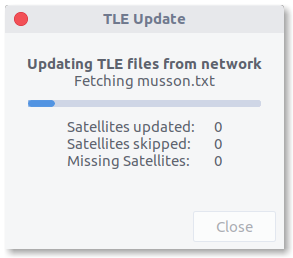 TLE Update
Updating TLE files from network
Fetching musson.txt
Satellites updated: 0
Satellites skipped: 0
Missing Satellites: 0
Close